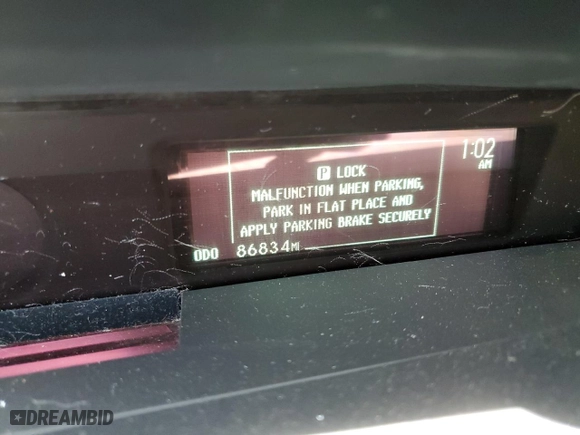 1:02
AM
P LOCK
MALFUNCTION WHEN PARKING,
PARK IN FLAT PLACE AND
APPLY PARKING BRAKE SECURELY
ODO 86834MI
DREAMBID